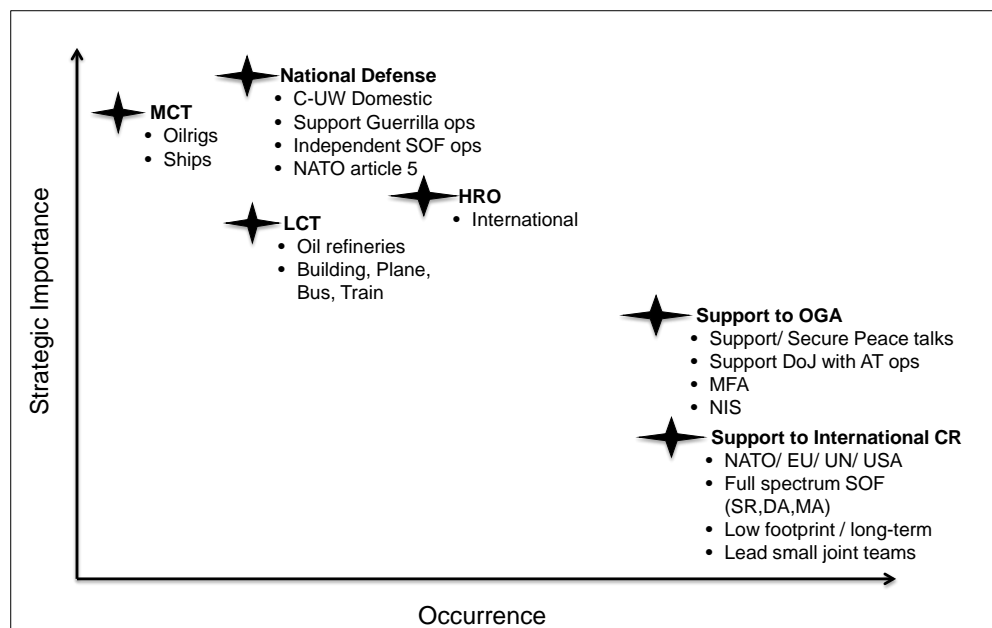 National Defense
• C-UW Domestic
• Support Guerrilla ops
• Independent SOF ops
• NATO article 5
MCT
• Oilrigs
• Ships
HRO
• International
LCT
• Oil refineries
• Building, Plane,
Bus, Train
Support to OGA
• Support/ Secure Peace talks
• Support DoJ with AT ops
• MFA
• NIS
Support to International CR
• NATO/ EU/ UN/ USA
• Full spectrum SOF
(SR,DA,MA)
• Low footprint / long-term
• Lead small joint teams
Strategic Importance
Occurrence